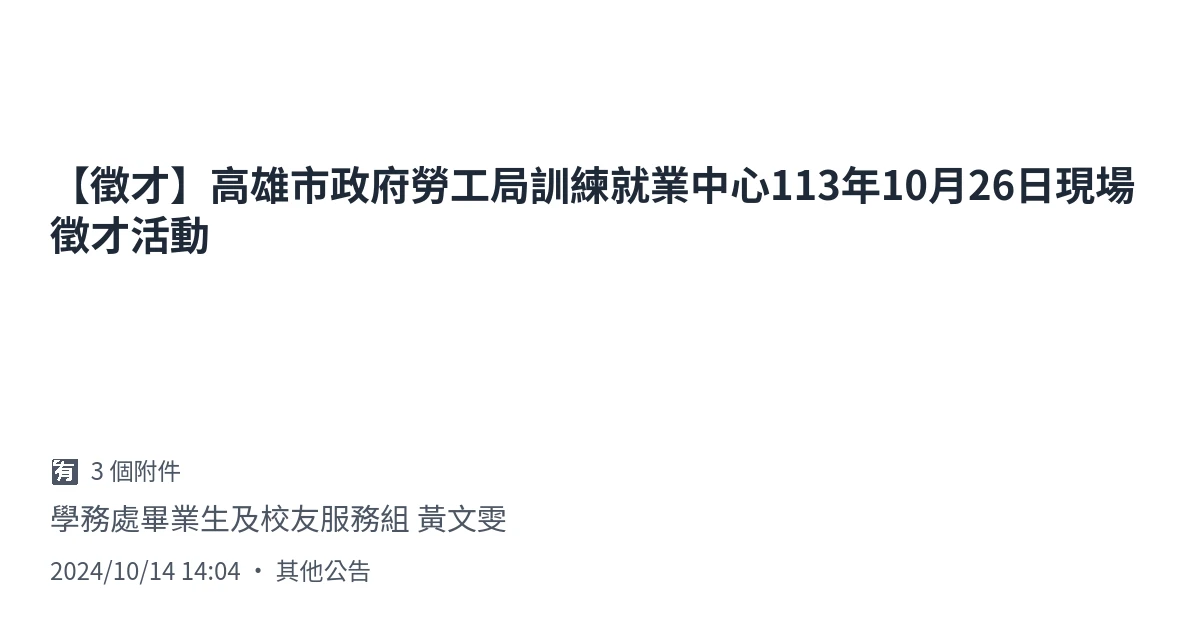 【徵才】高雄市政府勞工局訓練就業中心113年10月26日現場
徵才活動
有 3 個附件
學務處畢業生及校友服務組 黃文雯
2024/10/14 14:04 • 其他公告